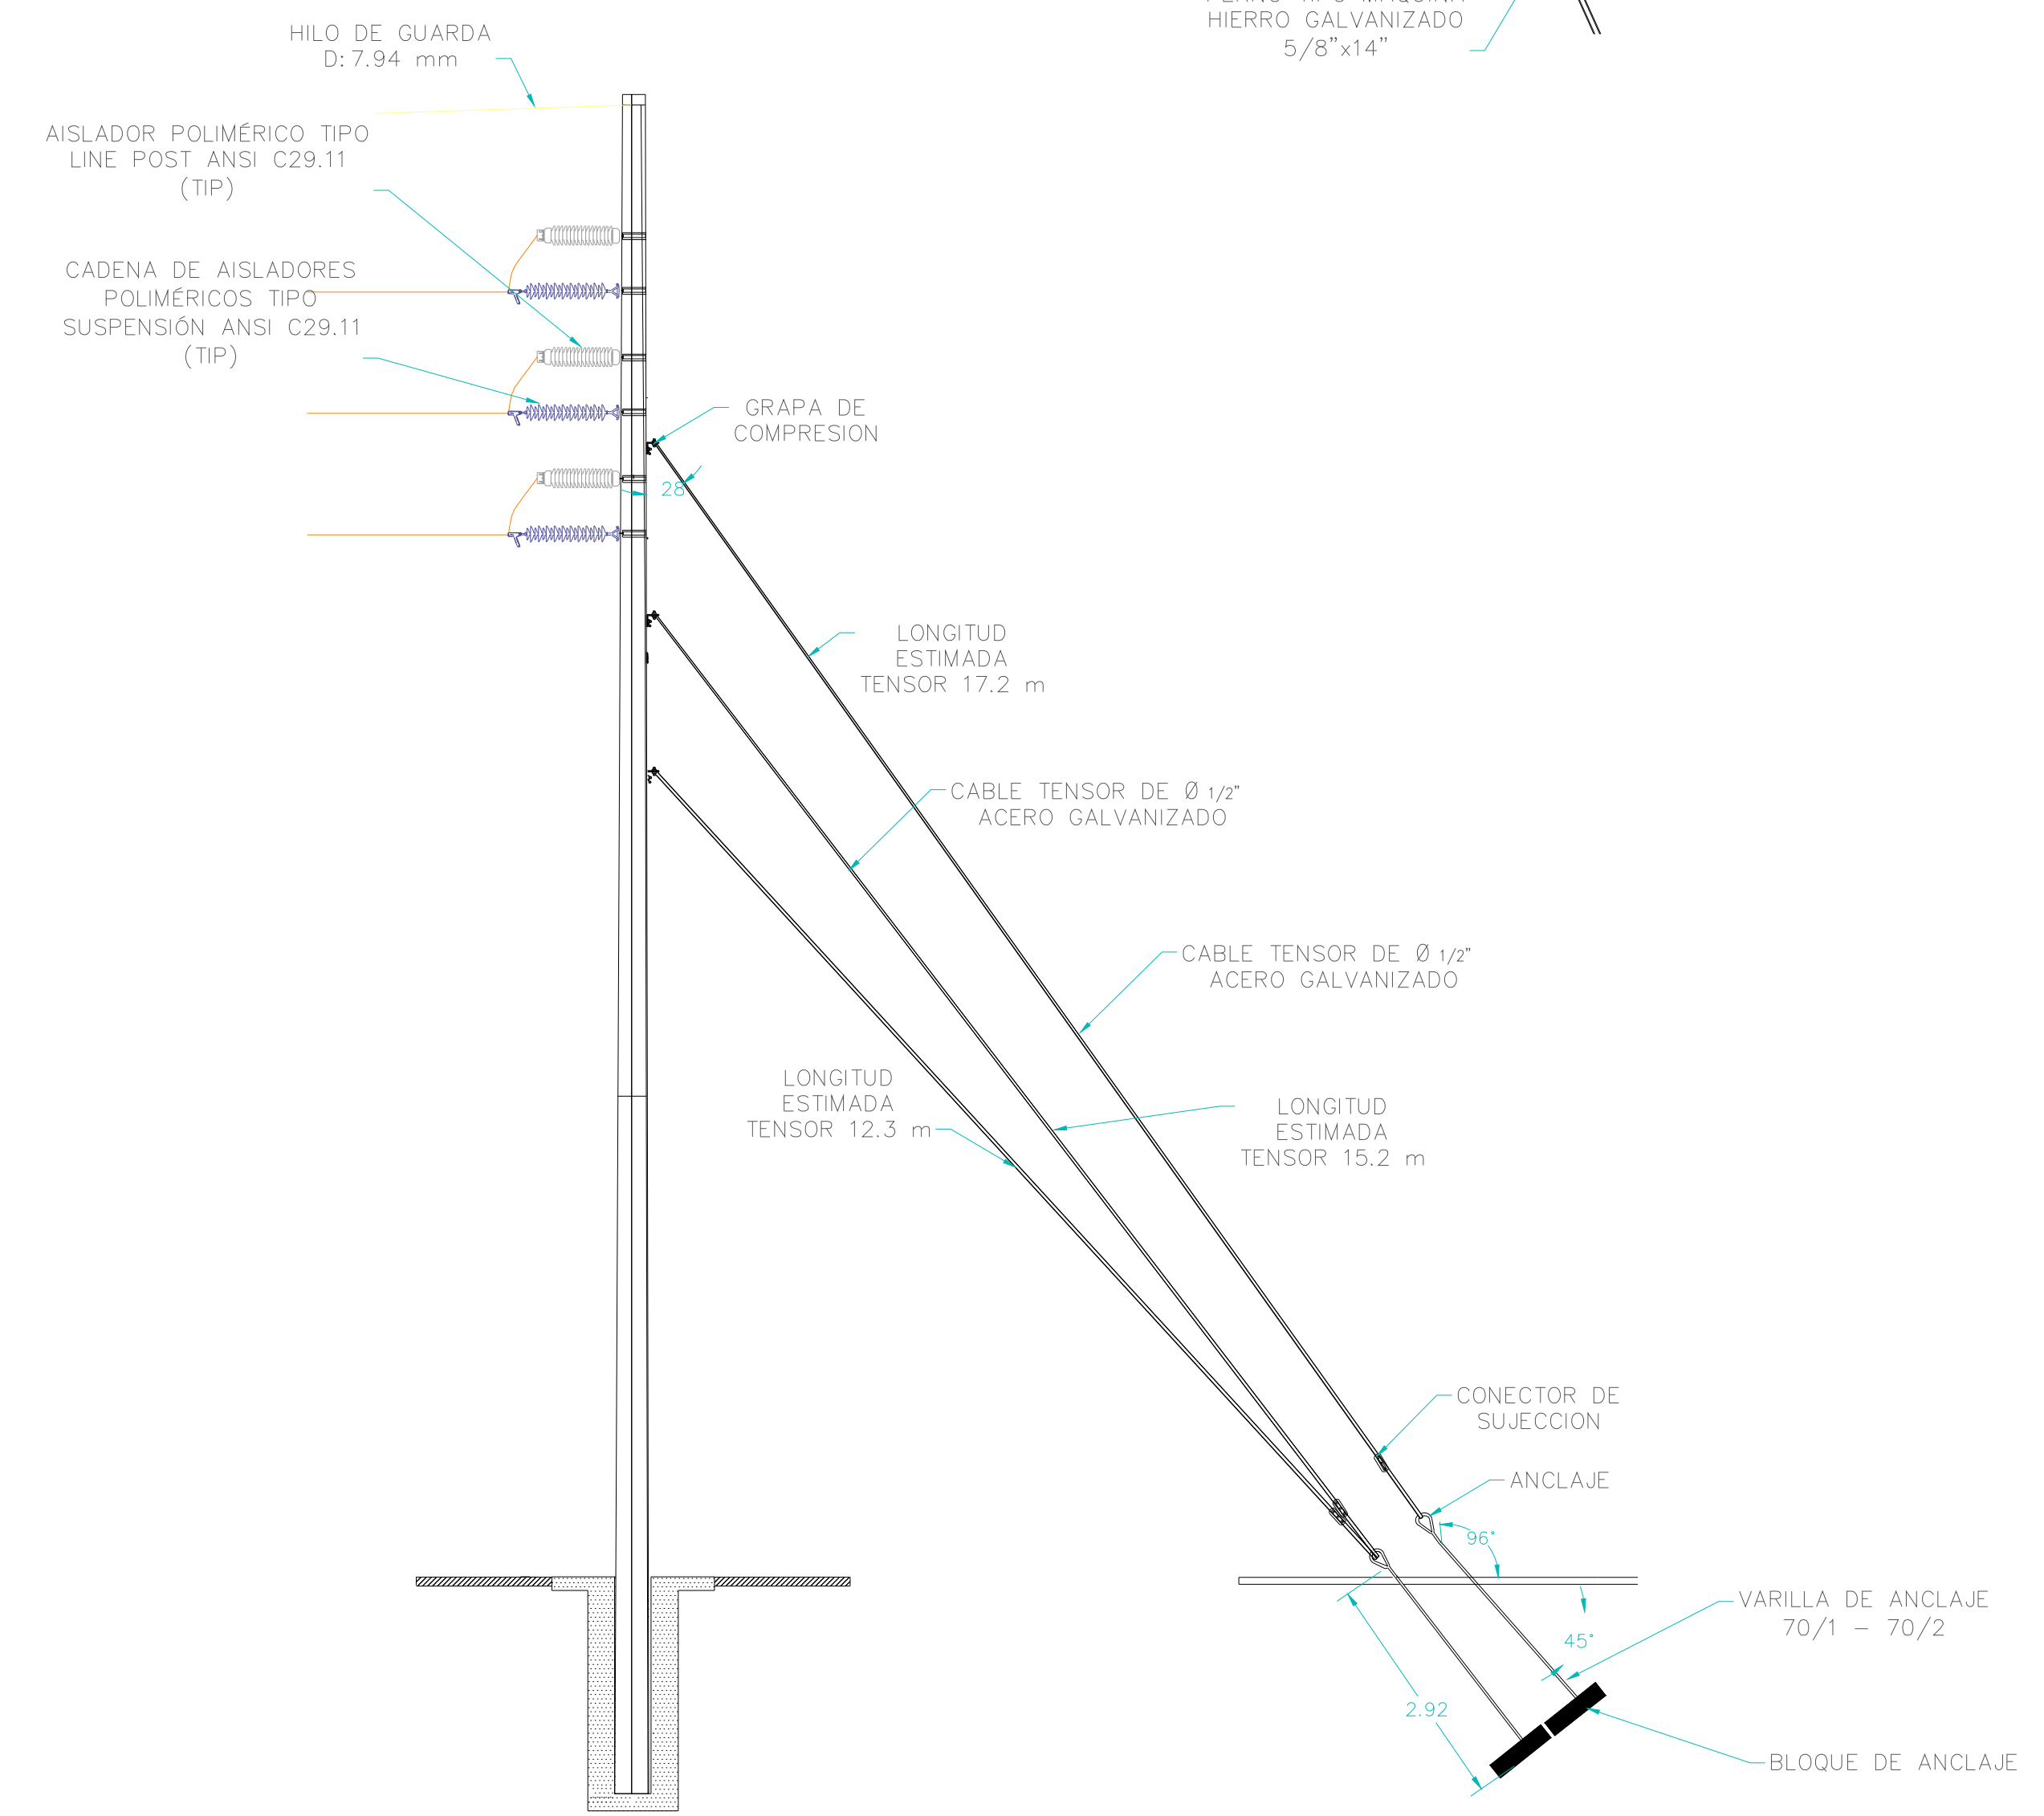 HIERRO GALVANIZADO
5/8"x14"
HILO DE GUARDA
D: 7.94 mm
AISLADOR POLIMÉRICO TIPO
LINE POST ANSI C29.11
(TIP)
CADENA DE AISLADORES
POLIMÉRICOS TIPO
SUSPENSIÓN ANSI C29.11
(TIP)
GRAPA DE
COMPRESION
28
LONGITUD
ESTIMADA
TENSOR 17.2 m
CABLE TENSOR DE Ø 1/2"
ACERO GALVANIZADO
CABLE TENSOR DE Ø 1/2"
ACERO GALVANIZADO
LONGITUD
ESTIMADA
TENSOR 12.3 m
LONGITUD
ESTIMADA
TENSOR 15.2 m
CONECTOR DE
SUJECCION
ANCLAJE
96°
VARILLA DE ANCLAJE
70/1 - 70/2
45°
2.92
BLOQUE DE ANCLAJE